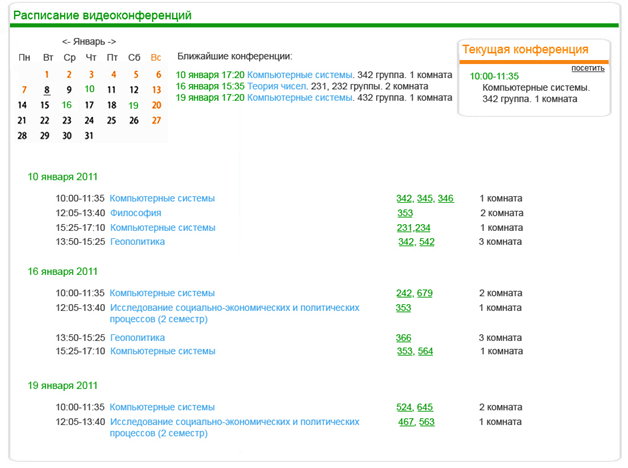 Расписание видеоконференций
<- Январь ->
Пн Вт Ср Чт Пт Сб Вс
1 2 3 4 5 6
7 8 9 10 11 12 13
14 15 16 17 18 19 20
21 22 23 24 25 26 27
28 29 30 31
Ближайшие конференции:
10 января 17:20 Компьютерные системы. 342 группа. 1 комната
16 января 15:35 Теория чисел. 231, 232 группы. 2 комната
19 января 17:20 Компьютерные системы. 432 группа. 1 комната
Текущая конференция
посетить
10:00-11:35
Компьютерные системы.
342 группа. 1 комната
10 января 2011
10:00-11:35 Компьютерные системы 342, 345, 346 1 комната
12:05-13:40 Философия 353 2 комната
15:25-17:10 Компьютерные системы 231,234 1 комната
13:50-15:25 Геополитика 342, 542 3 комната
16 января 2011
10:00-11:35 Компьютерные системы 242, 679 2 комната
12:05-13:40 Исследование социально-экономических и политических 353 1 комната
процессов (2 семестр)
13:50-15:25 Геополитика 366 3 комната
15:25-17:10 Компьютерные системы 353, 564 1 комната
19 января 2011
10:00-11:35 Компьютерные системы 524, 645 2 комната
12:05-13:40 Исследование социально-экономических и политических 467, 563 1 комната
процессов (2 семестр)